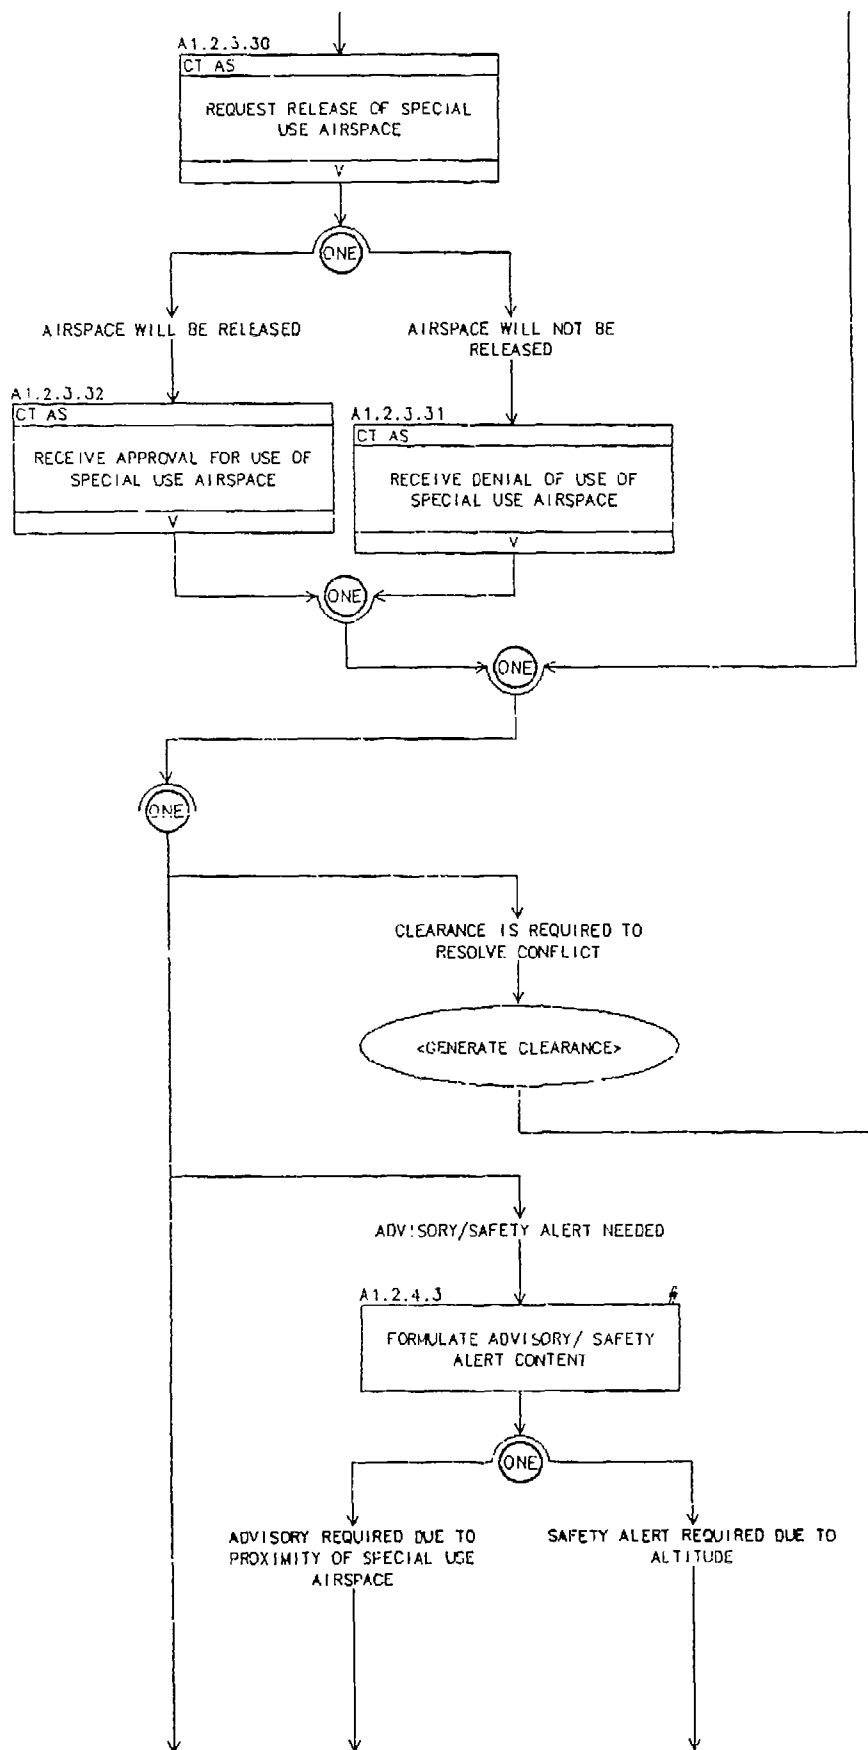 A1.2.3.30
CT AS
REQUEST RELEASE OF SPECIAL
USE AIRSPACE
V
ONE
AIRSPACE WILL BE RELEASED
AIRSPACE WILL NOT BE
RELEASED
A1.2.3.32
CT AS
RECEIVE APPROVAL FOR USE OF
SPECIAL USE AIRSPACE
V
A1.2.3.31
CT AS
RECEIVE DENIAL OF USE OF
SPECIAL USE AIRSPACE
V
ONE
ONE
ONE
CLEARANCE IS REQUIRED TO
RESOLVE CONFLICT
<GENERATE CLEARANCE>
ADVISORY/SAFETY ALERT NEEDED
A1.2.4.3
#
FORMULATE ADVISORY/ SAFETY
ALERT CONTENT
ONE
ADVISORY REQUIRED DUE TO
PROXIMITY OF SPECIAL USE
AIRSPACE
SAFETY ALERT REQUIRED DUE TO
ALTITUDE